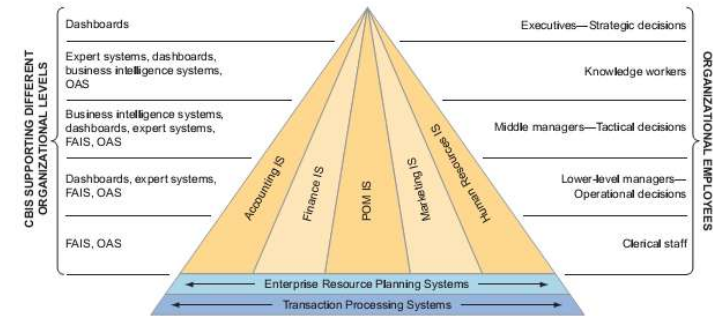 CBIS SUPPORTING DIFFERENT
ORGANIZATIONAL LEVELS
Dashboards
Expert systems, dashboards,
business intelligence systems,
OAS
Business intelligence systems,
dashboards, expert systems,
FAIS, OAS
Dashboards, expert systems,
FAIS, OAS
FAIS, OAS
Accounting IS
Finance IS
POM IS
Marketing IS
Human Resources IS
Enterprise Resource Planning Systems
Transaction Processing Systems
Executives—Strategic decisions
Knowledge workers
Middle managers—Tactical decisions
Lower-level managers—
Operational decisions
Clerical staff
ORGANIZATIONAL EMPLOYEES